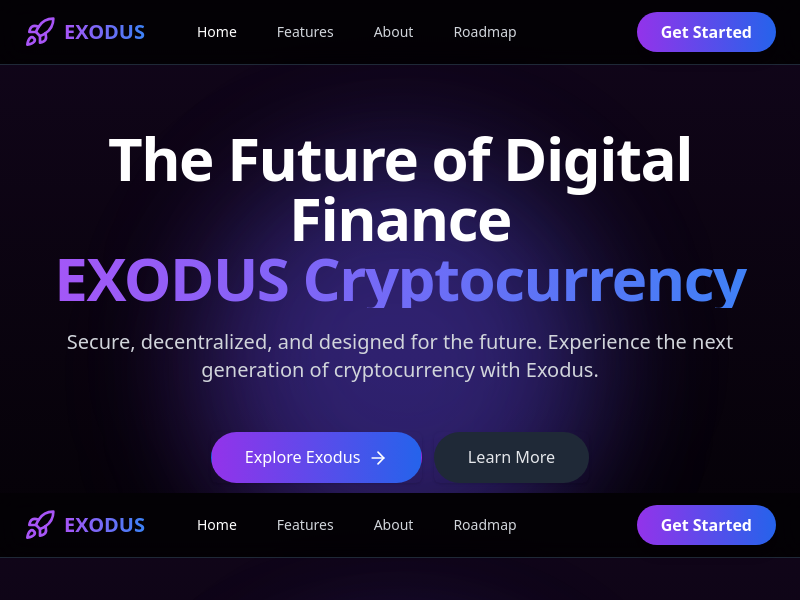 EXODUS Home Features About Roadmap Get Started
The Future of Digital
Finance
EXODUS Cryptocurrency
Secure, decentralized, and designed for the future. Experience the next
generation of cryptocurrency with Exodus.
Explore Exodus Learn More
EXODUS Home Features About Roadmap Get Started